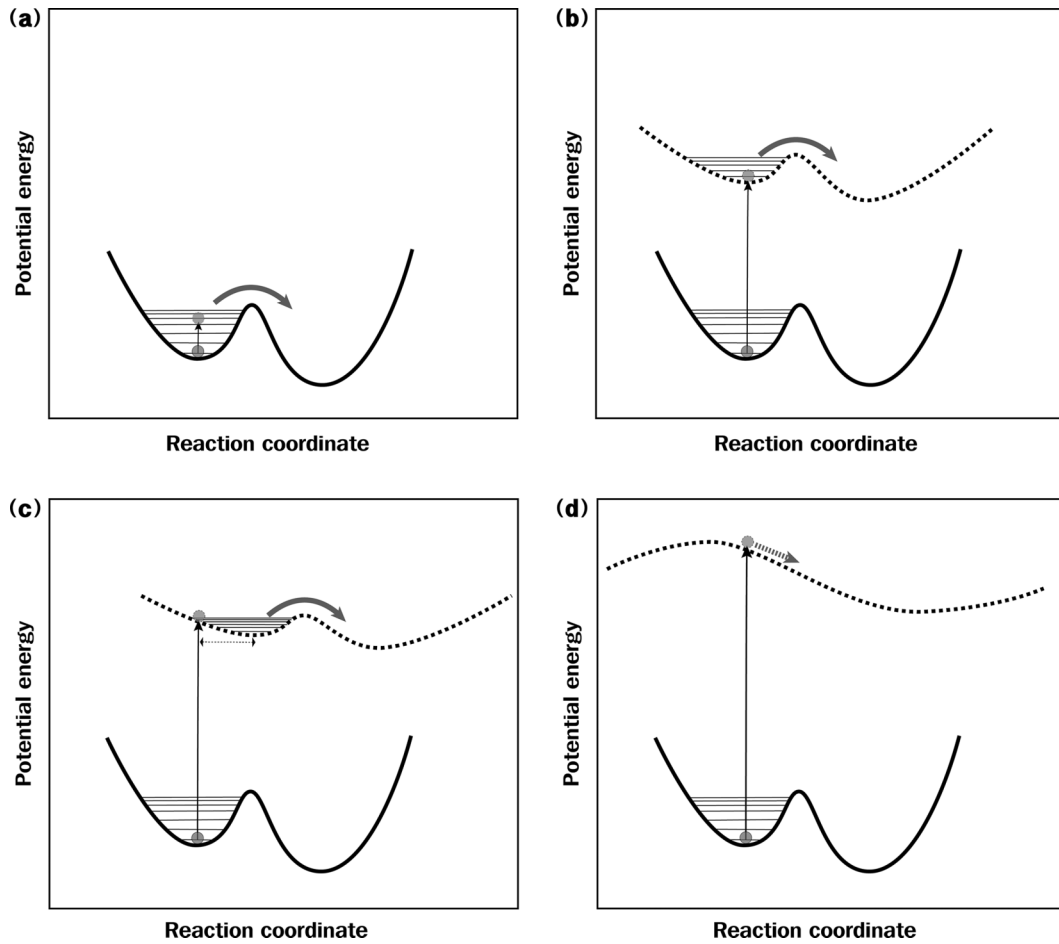 (a)
Potential energy
Reaction coordinate
(b)
Potential energy
Reaction coordinate
(c)
Potential energy
Reaction coordinate
(d)
Potential energy
Reaction coordinate